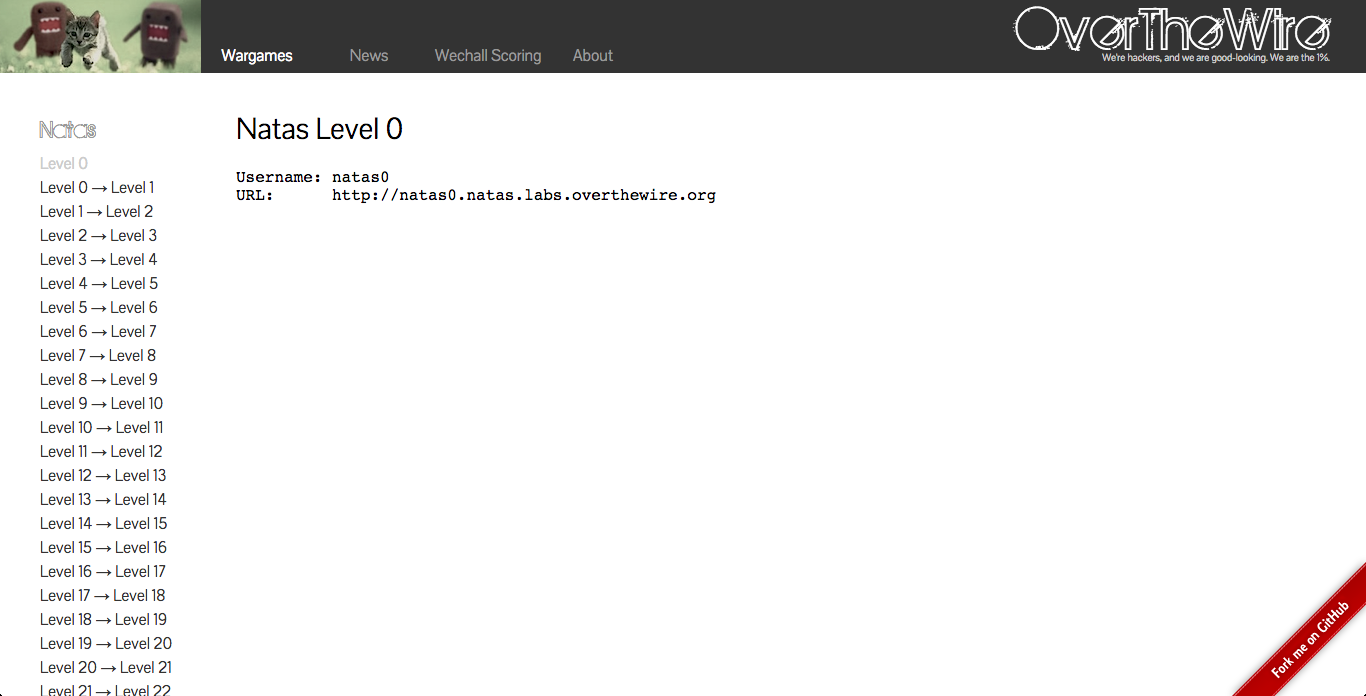 Wargames News Wechall Scoring About
OverTheWire
We're hackers, and we are good-looking. We are the 1%.
Natas
Level 0
Level 0 → Level 1
Level 1 → Level 2
Level 2 → Level 3
Level 3 → Level 4
Level 4 → Level 5
Level 5 → Level 6
Level 6 → Level 7
Level 7 → Level 8
Level 8 → Level 9
Level 9 → Level 10
Level 10 → Level 11
Level 11 → Level 12
Level 12 → Level 13
Level 13 → Level 14
Level 14 → Level 15
Level 15 → Level 16
Level 16 → Level 17
Level 17 → Level 18
Level 18 → Level 19
Level 19 → Level 20
Level 20 → Level 21
Level 21 → Level 22
Natas Level 0
Username: natas0
URL:      http://natas0.natas.labs.overthewire.org
Fork me on GitHub